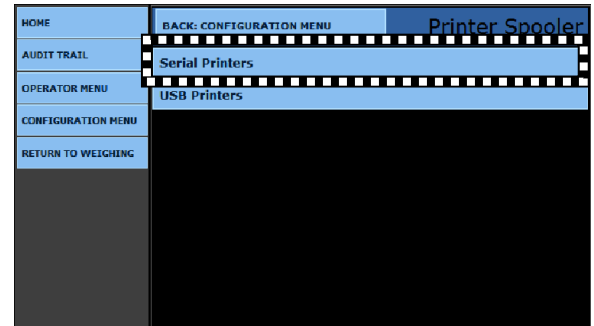 HOME
BACK: CONFIGURATION MENU
Printer Spooler
AUDIT TRAIL
Serial Printers
OPERATOR MENU
USB Printers
CONFIGURATION MENU
RETURN TO WEIGHING